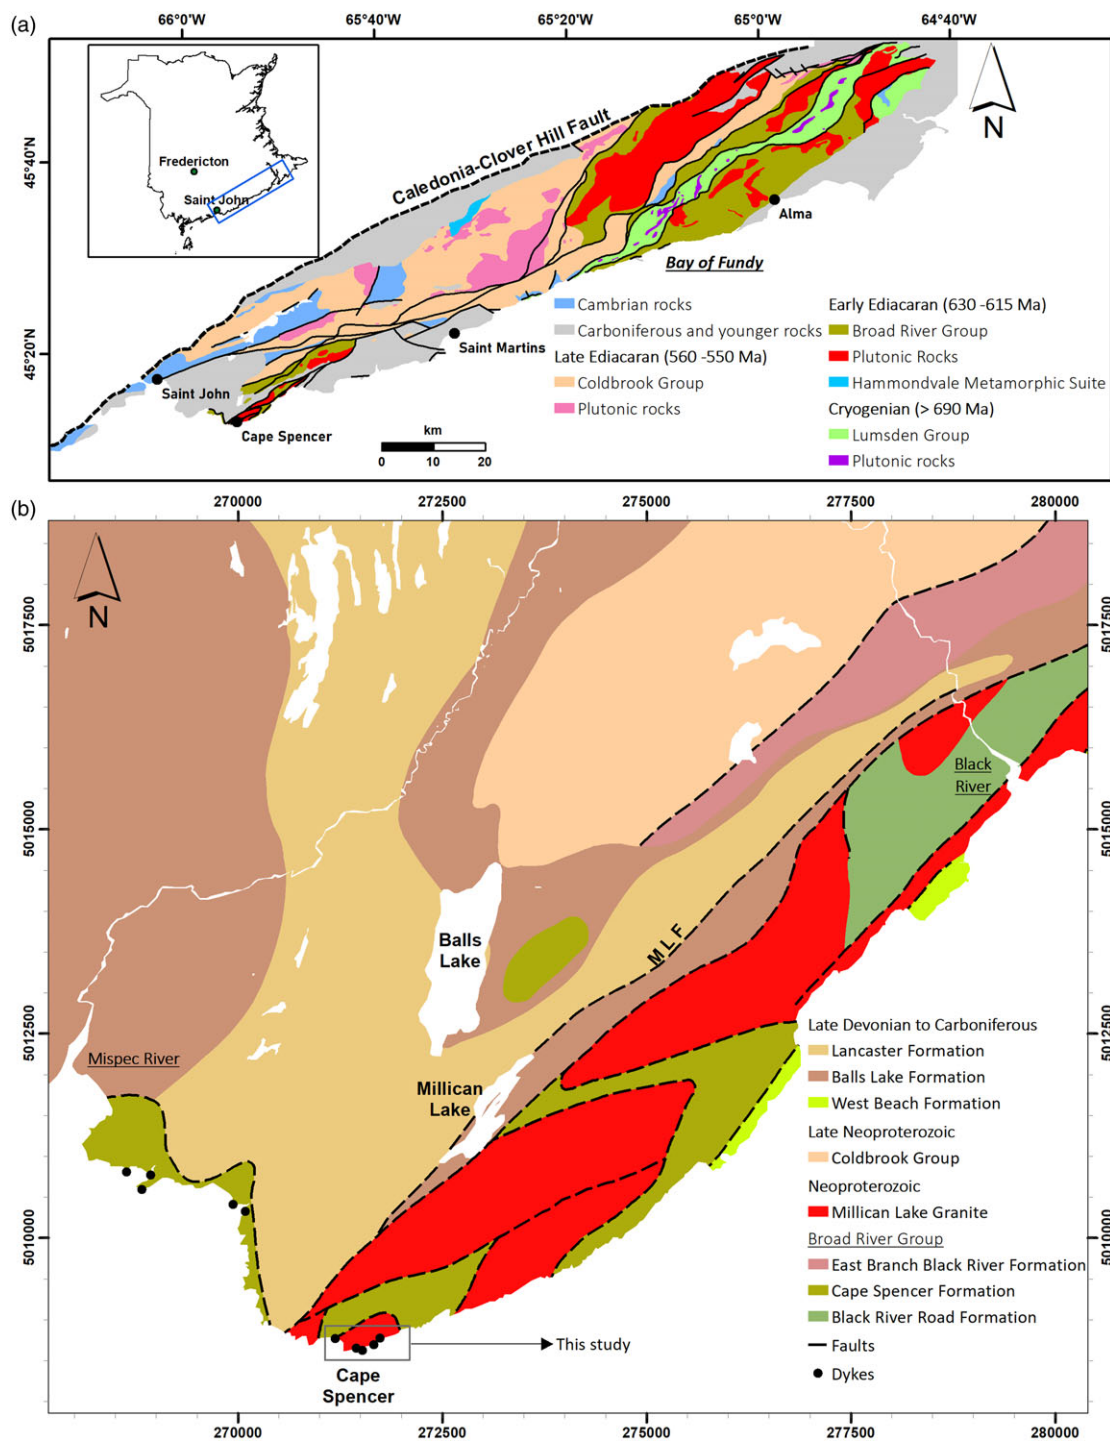 (a)
66°0'W 65°40'W 65°20'W 65°0'W 64°40'W
45°40'N
45°20'N
Fredericton
Saint John
Caledonia-Clover Hill Fault
N
Alma
Bay of Fundy
Saint Martins
Saint John
Cape Spencer
km
0 10 20
Cambrian rocks
Carboniferous and younger rocks
Late Ediacaran (560 -550 Ma)
Coldbrook Group
Plutonic rocks
Early Ediacaran (630 -615 Ma)
Broad River Group
Plutonic Rocks
Hammondvale Metamorphic Suite
Cryogenian (> 690 Ma)
Lumsden Group
Plutonic rocks
(b)
270000 272500 275000 277500 280000
N
5017500 5017500
5015000 5015000
5012500 5012500
5010000 5010000
Black
River
MLF
Balls
Lake
Mispec River
Millican
Lake
This study
Cape
Spencer
Late Devonian to Carboniferous
Lancaster Formation
Balls Lake Formation
West Beach Formation
Late Neoproterozoic
Coldbrook Group
Neoproterozoic
Millican Lake Granite
Broad River Group
East Branch Black River Formation
Cape Spencer Formation
Black River Road Formation
Faults
Dykes
270000 272500 275000 277500 280000